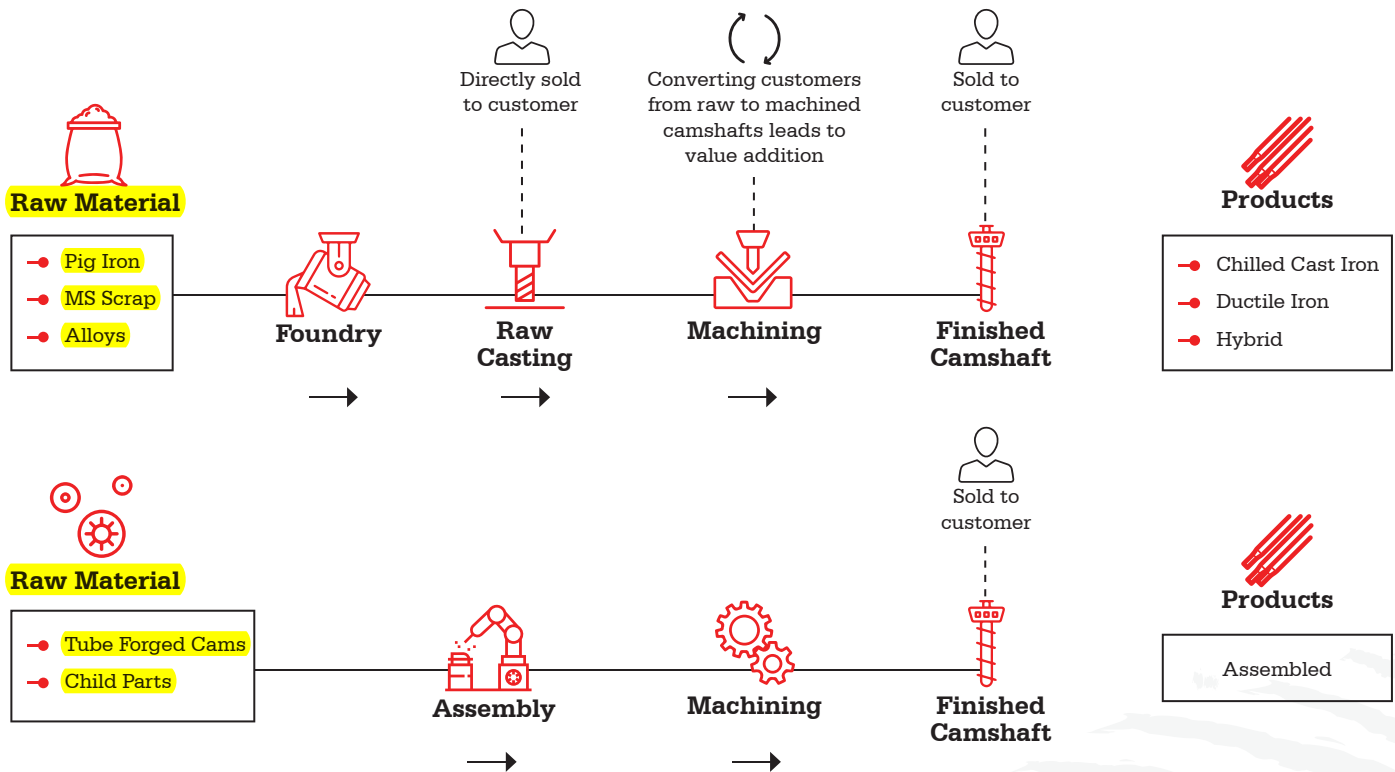 Directly sold
to customer
Converting customers
from raw to machined
camshafts leads to
value addition
Sold to
customer
Raw Material
Pig Iron
MS Scrap
Alloys
Foundry
Raw
Casting
Machining
Finished
Camshaft
Products
Chilled Cast Iron
Ductile Iron
Hybrid
Sold to
customer
Raw Material
Tube Forged Cams
Child Parts
Assembly
Machining
Finished
Camshaft
Products
Assembled